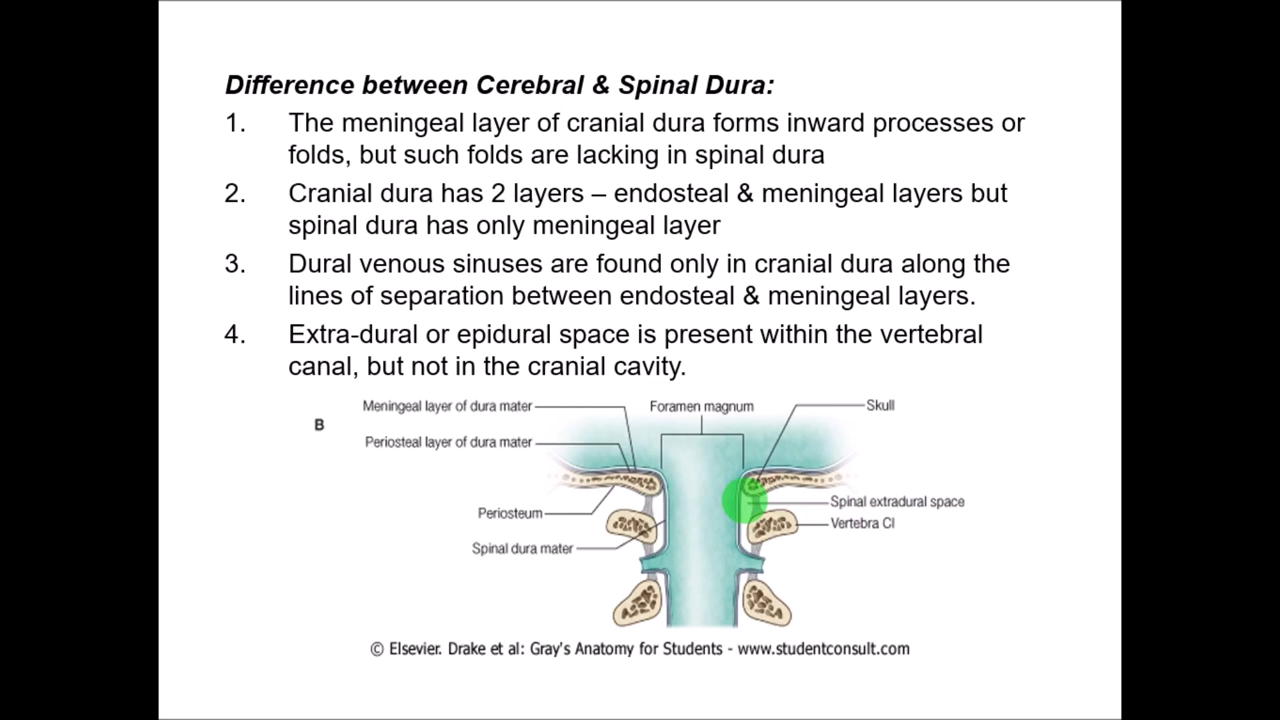 Difference between Cerebral & Spinal Dura:
1. The meningeal layer of cranial dura forms inward processes or
folds, but such folds are lacking in spinal dura
2. Cranial dura has 2 layers – endosteal & meningeal layers but
spinal dura has only meningeal layer
3. Dural venous sinuses are found only in cranial dura along the
lines of separation between endosteal & meningeal layers.
4. Extra-dural or epidural space is present within the vertebral
canal, but not in the cranial cavity.
B
Meningeal layer of dura mater
Foramen magnum
Skull
Periosteal layer of dura mater
Spinal extradural space
Periosteum
Vertebra CI
Spinal dura mater
© Elsevier. Drake et al: Gray's Anatomy for Students - www.studentconsult.com